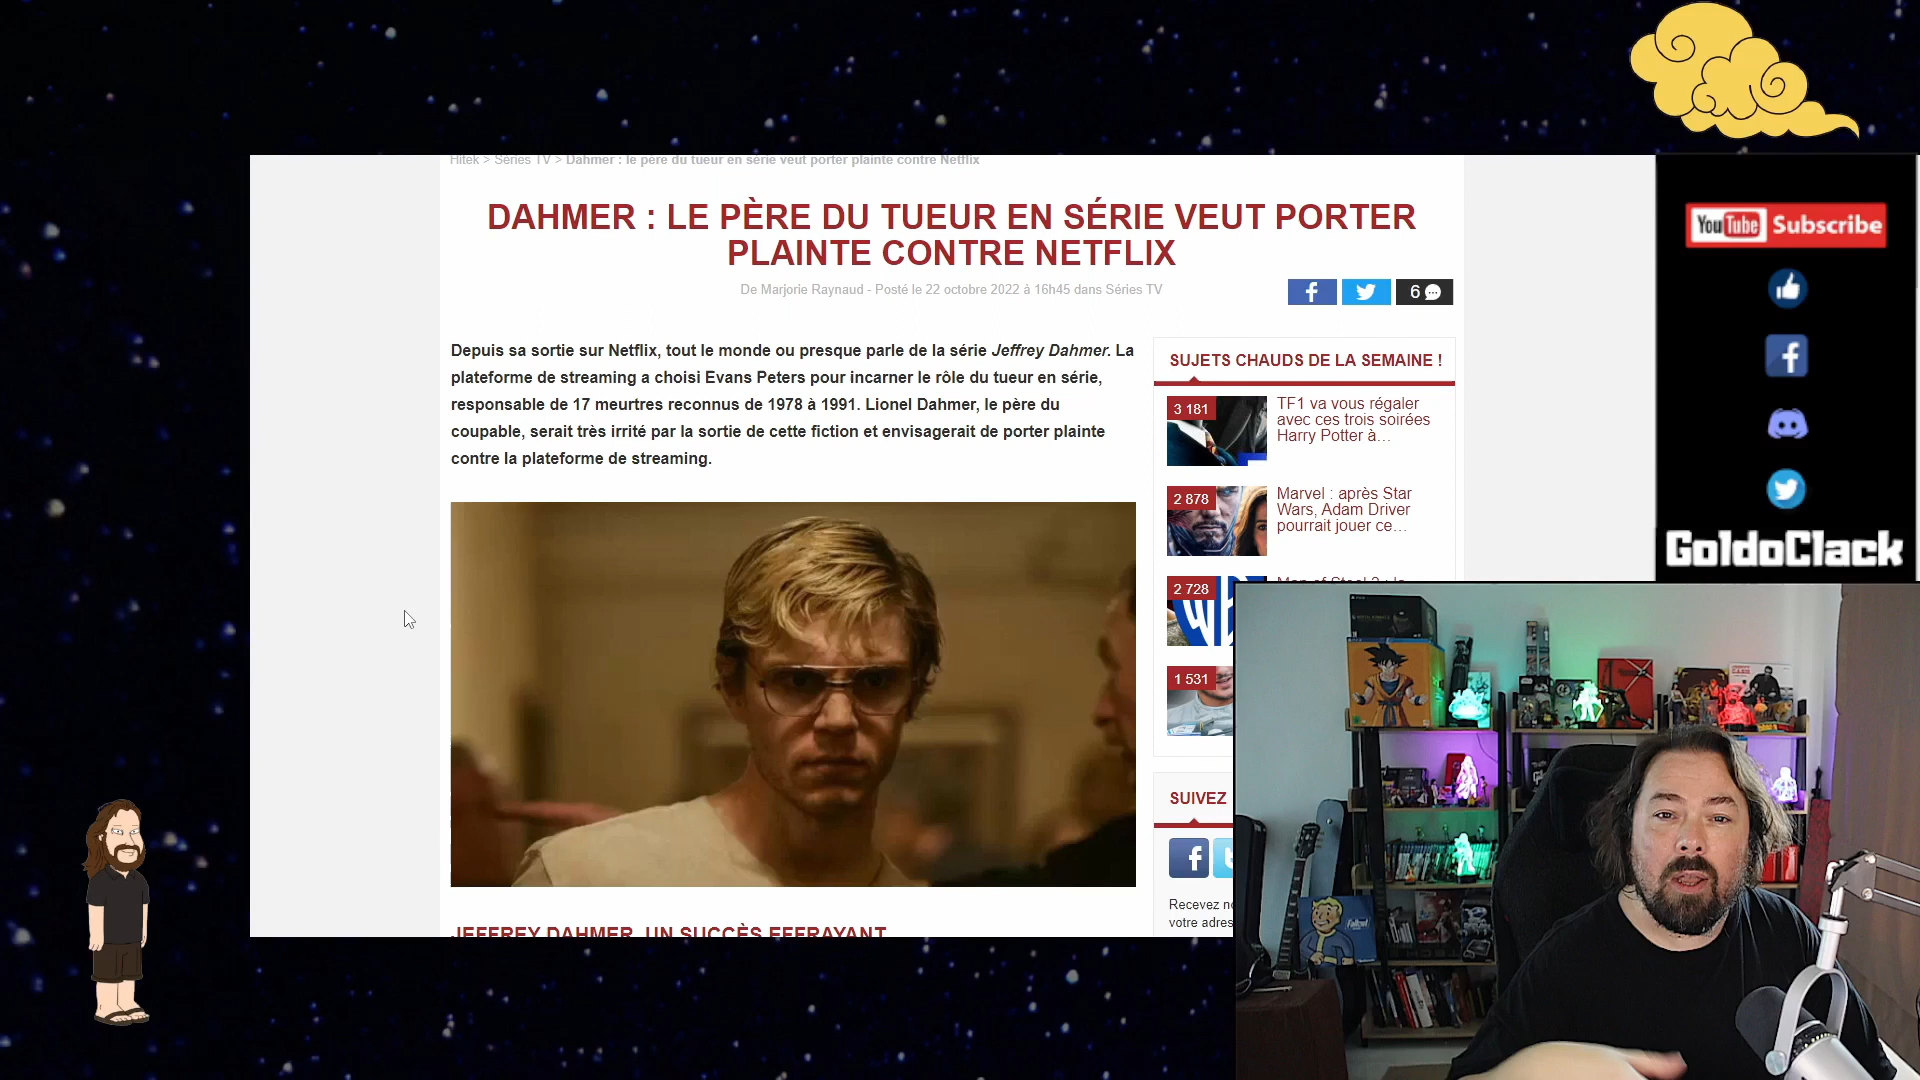 Hitek > Séries TV > Dahmer : le père du tueur en série veut porter plainte contre Netflix
DAHMER : LE PÈRE DU TUEUR EN SÉRIE VEUT PORTER
PLAINTE CONTRE NETFLIX
De Marjorie Raynaud - Posté le 22 octobre 2022 à 16h45 dans Séries TV
6
Depuis sa sortie sur Netflix, tout le monde ou presque parle de la série Jeffrey Dahmer. La
plateforme de streaming a choisi Evans Peters pour incarner le rôle du tueur en série,
responsable de 17 meurtres reconnus de 1978 à 1991. Lionel Dahmer, le père du
coupable, serait très irrité par la sortie de cette fiction et envisagerait de porter plainte
contre la plateforme de streaming.
JEFFREY DAHMER, UN SUCCÈS EFFRAYANT
SUJETS CHAUDS DE LA SEMAINE !
3 181
TF1 va vous régaler
avec ces trois soirées
Harry Potter à…
2 878
Marvel : après Star
Wars, Adam Driver
pourrait jouer ce…
2 728
Man of Steel 2 : le
1 531
SUIVEZ
Recevez
votre
YouTube Subscribe
GoldoClack
Fallout